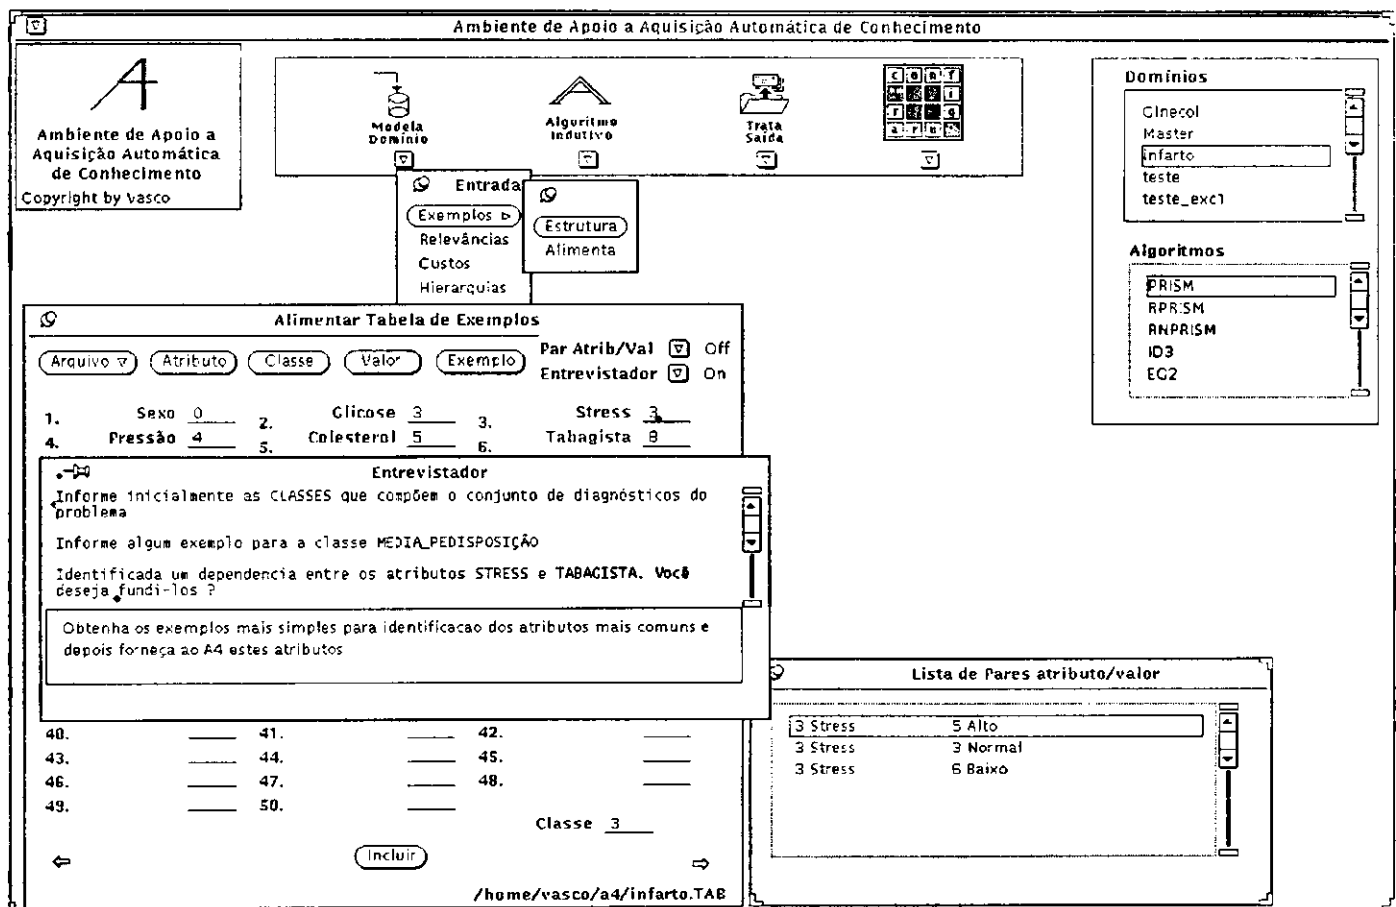 Ambiente de Apoio a Aquisição Automática de Conhecimento
A
Ambiente de Apoio a
Aquisição Automática
de Conhecimento
Copyright by Vasco
Modela
Domínio
Algoritmo
Indutivo
Trata
Saída
c o n f
i
r g
a r
Entrada
Exemplos
Relevâncias
Custos
Hierarquias
Estrutura
Alimenta
Domínios
Ginecol
Master
infarto
teste
teste_exc1
Algoritmos
PRISM
RPRISM
RNPRISM
ID3
EG2
Alimentar Tabela de Exemplos
Arquivo Atributo Classe Valor Exemplo
Par Atrib/Val Off
Entrevistador On
1. Sexo 0 2. Glicose 3 3. Stress 3
4. Pressão 4 5. Colesterol 5 6. Tabagista 8
Entrevistador
Informe inicialmente as CLASSES que compõem o conjunto de diagnósticos do
problema
Informe algum exemplo para a classe MEDIA_PEDISPOSIÇÃO
Identificada um dependencia entre os atributos STRESS e TABAGISTA. Você
deseja fundi-los ?
Obtenha os exemplos mais simples para identificacao dos atributos mais comuns e
depois forneça ao A4 estes atributos
40. 41. 42.
43. 44. 45.
46. 47. 48.
49. 50.
Classe 3
Incluir
/home/vasco/a4/infarto.TAB
Lista de Pares atributo/valor
3 Stress 5 Alto
3 Stress 3 Normal
3 Stress 6 Baixo